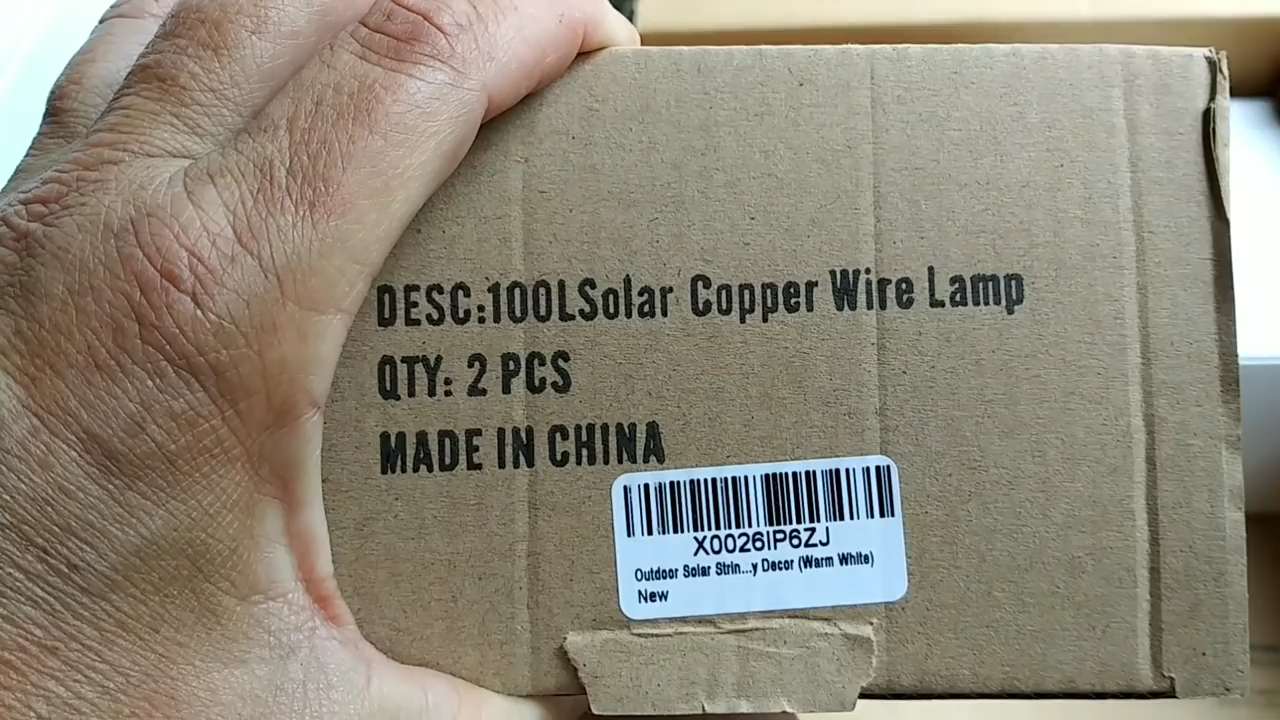 DESC:100LSolar Copper Wire Lamp
QTY: 2 PCS
MADE IN CHINA
X0026IP6ZJ
Outdoor Solar Strin...y Decor (Warm White)
New